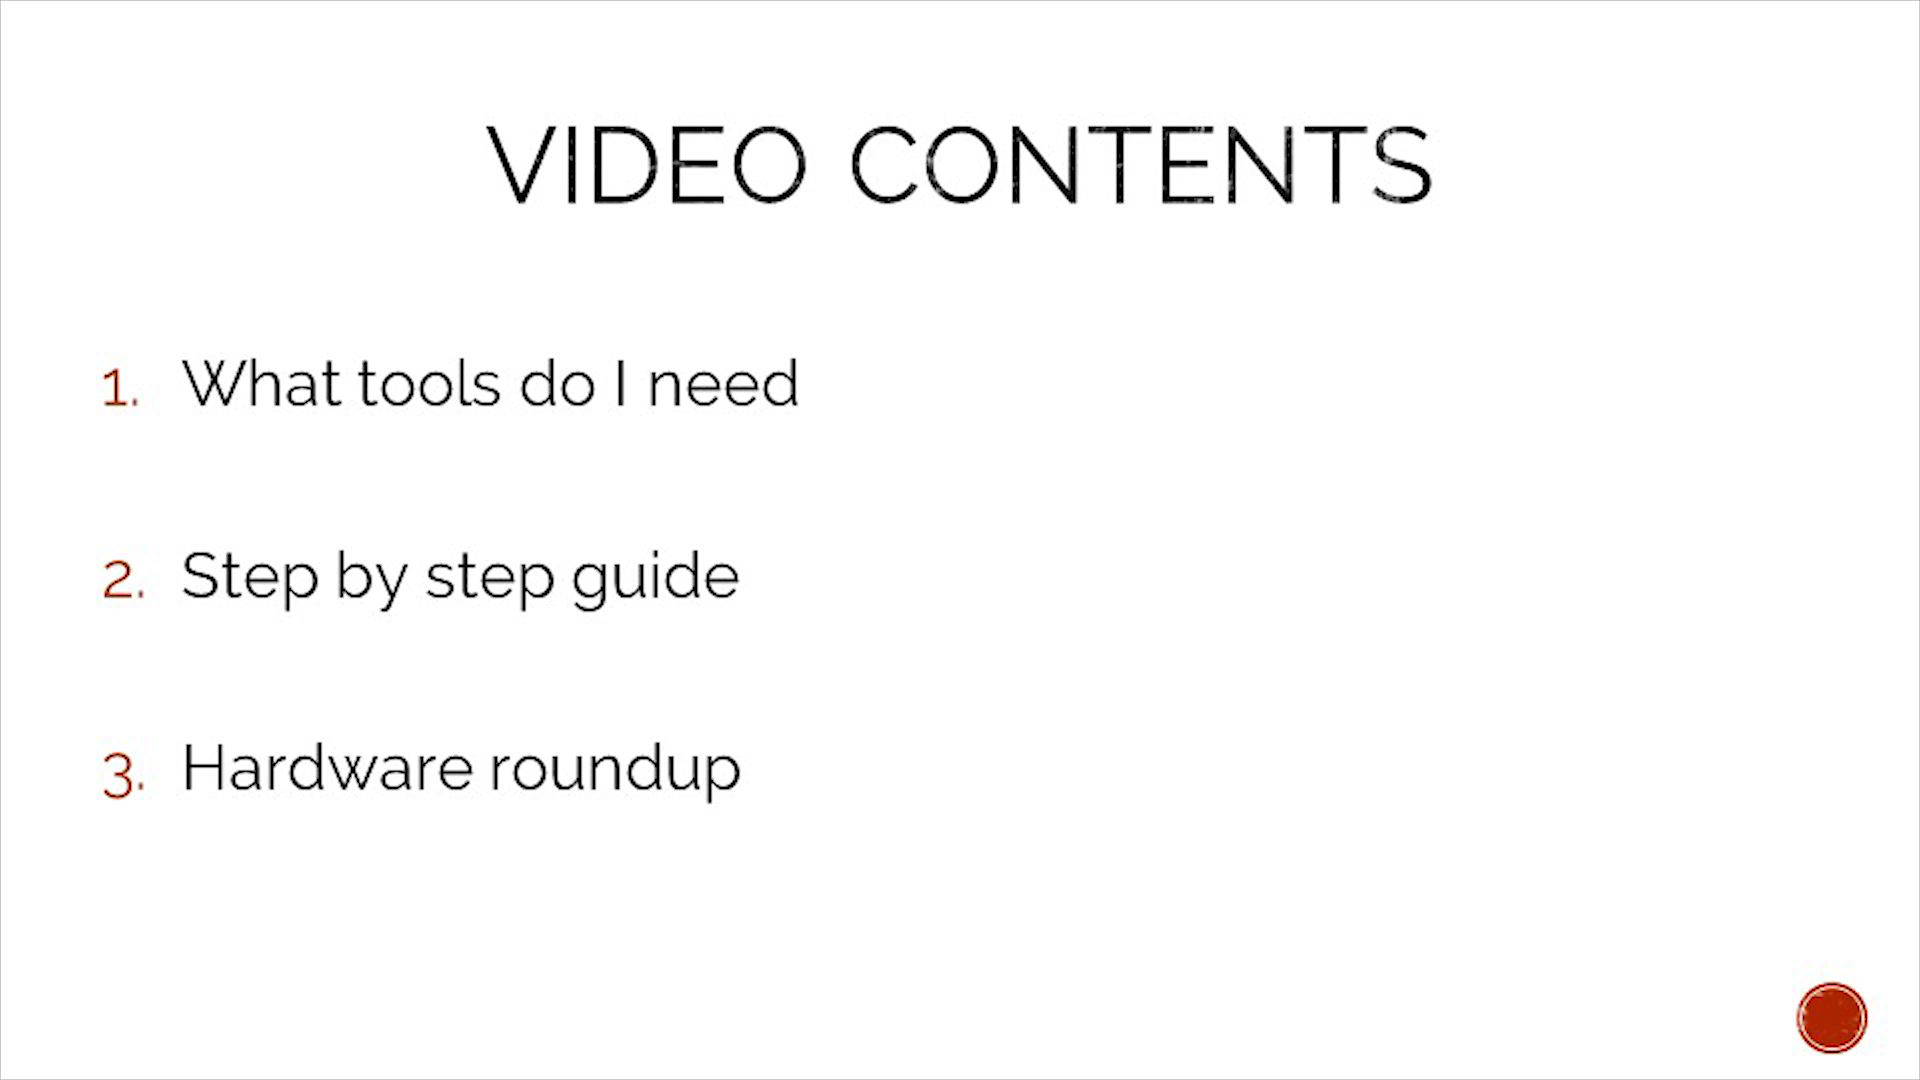 VIDEO CONTENTS
1. What tools do I need
2. Step by step guide
3. Hardware roundup